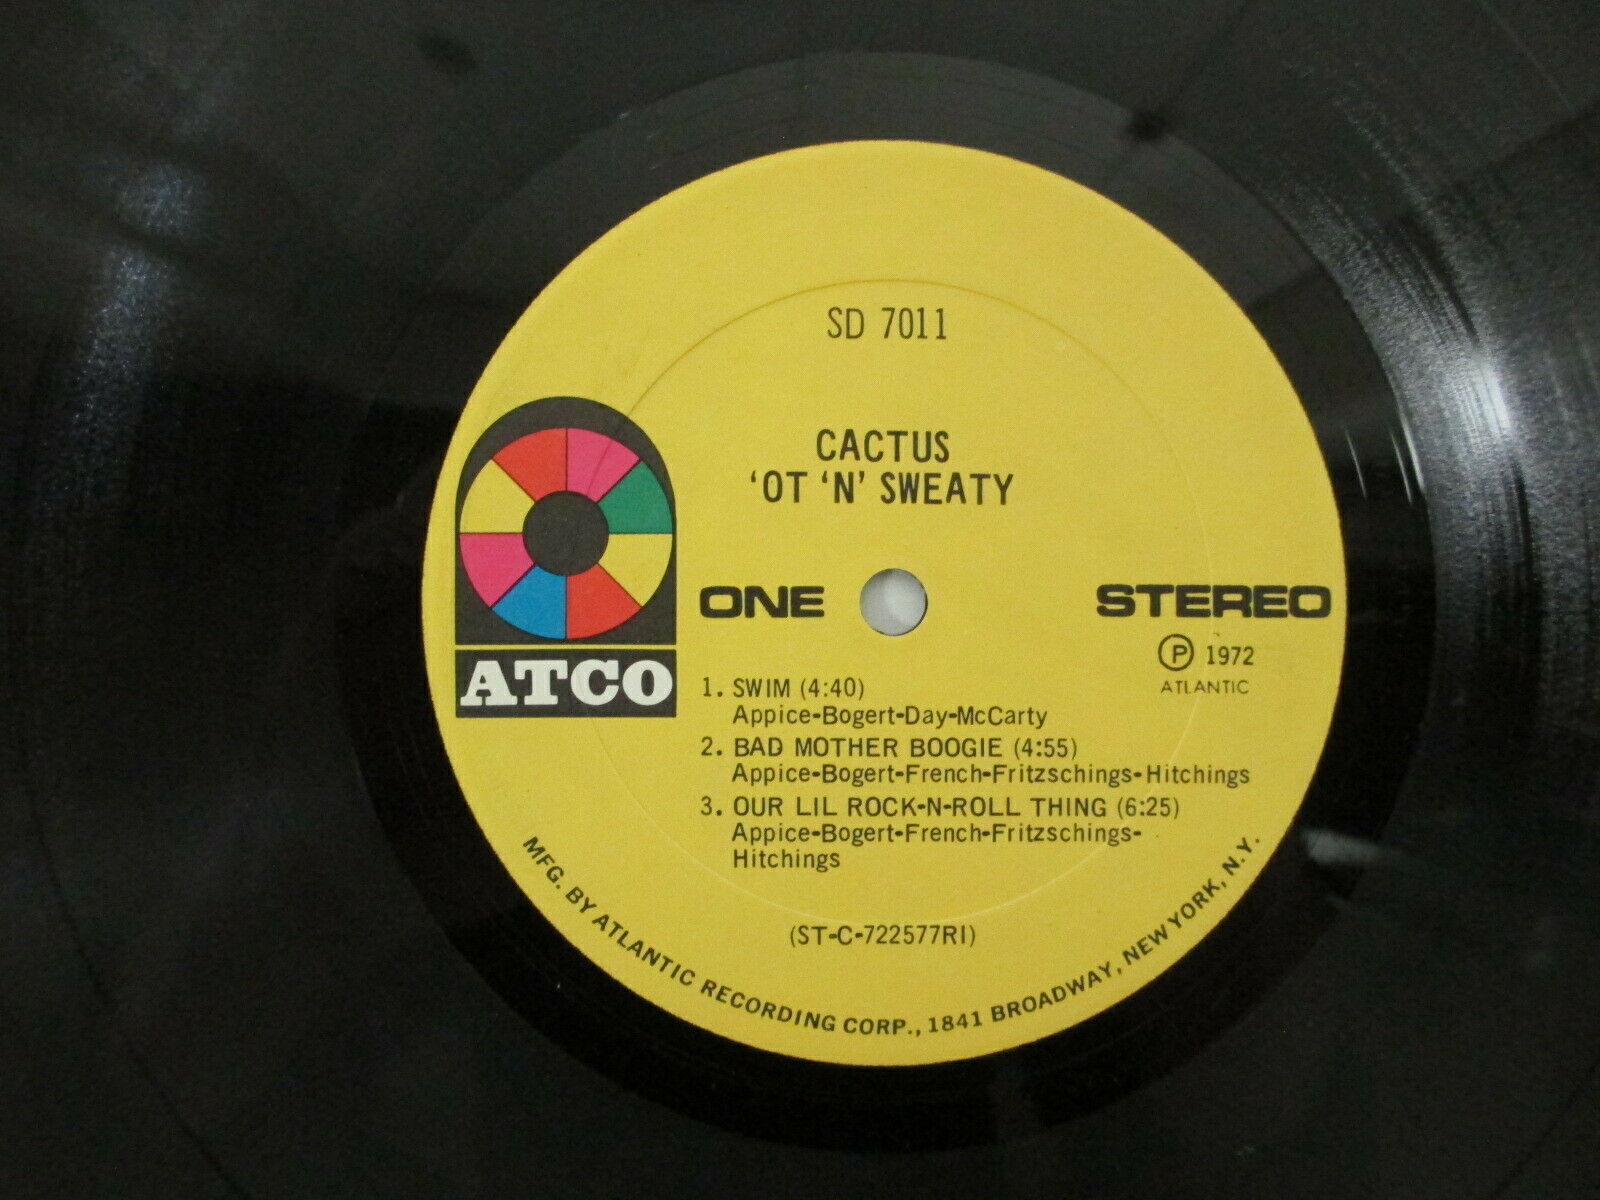 SD 7011
CACTUS
'OT 'N' SWEATY
ATCO
ONE
STEREO
Ⓟ 1972
ATLANTIC
1. SWIM (4:40)
Appice-Bogert-Day-McCarty
2. BAD MOTHER BOOGIE (4:55)
Appice-Bogert-French-Fritzschings-Hitchings
3. OUR LIL ROCK-N-ROLL THING (6:25)
Appice-Bogert-French-Fritzschings-
Hitchings
(ST-C-722577RI)
MFG. BY ATLANTIC RECORDING CORP., 1841 BROADWAY, NEW YORK, N.Y.